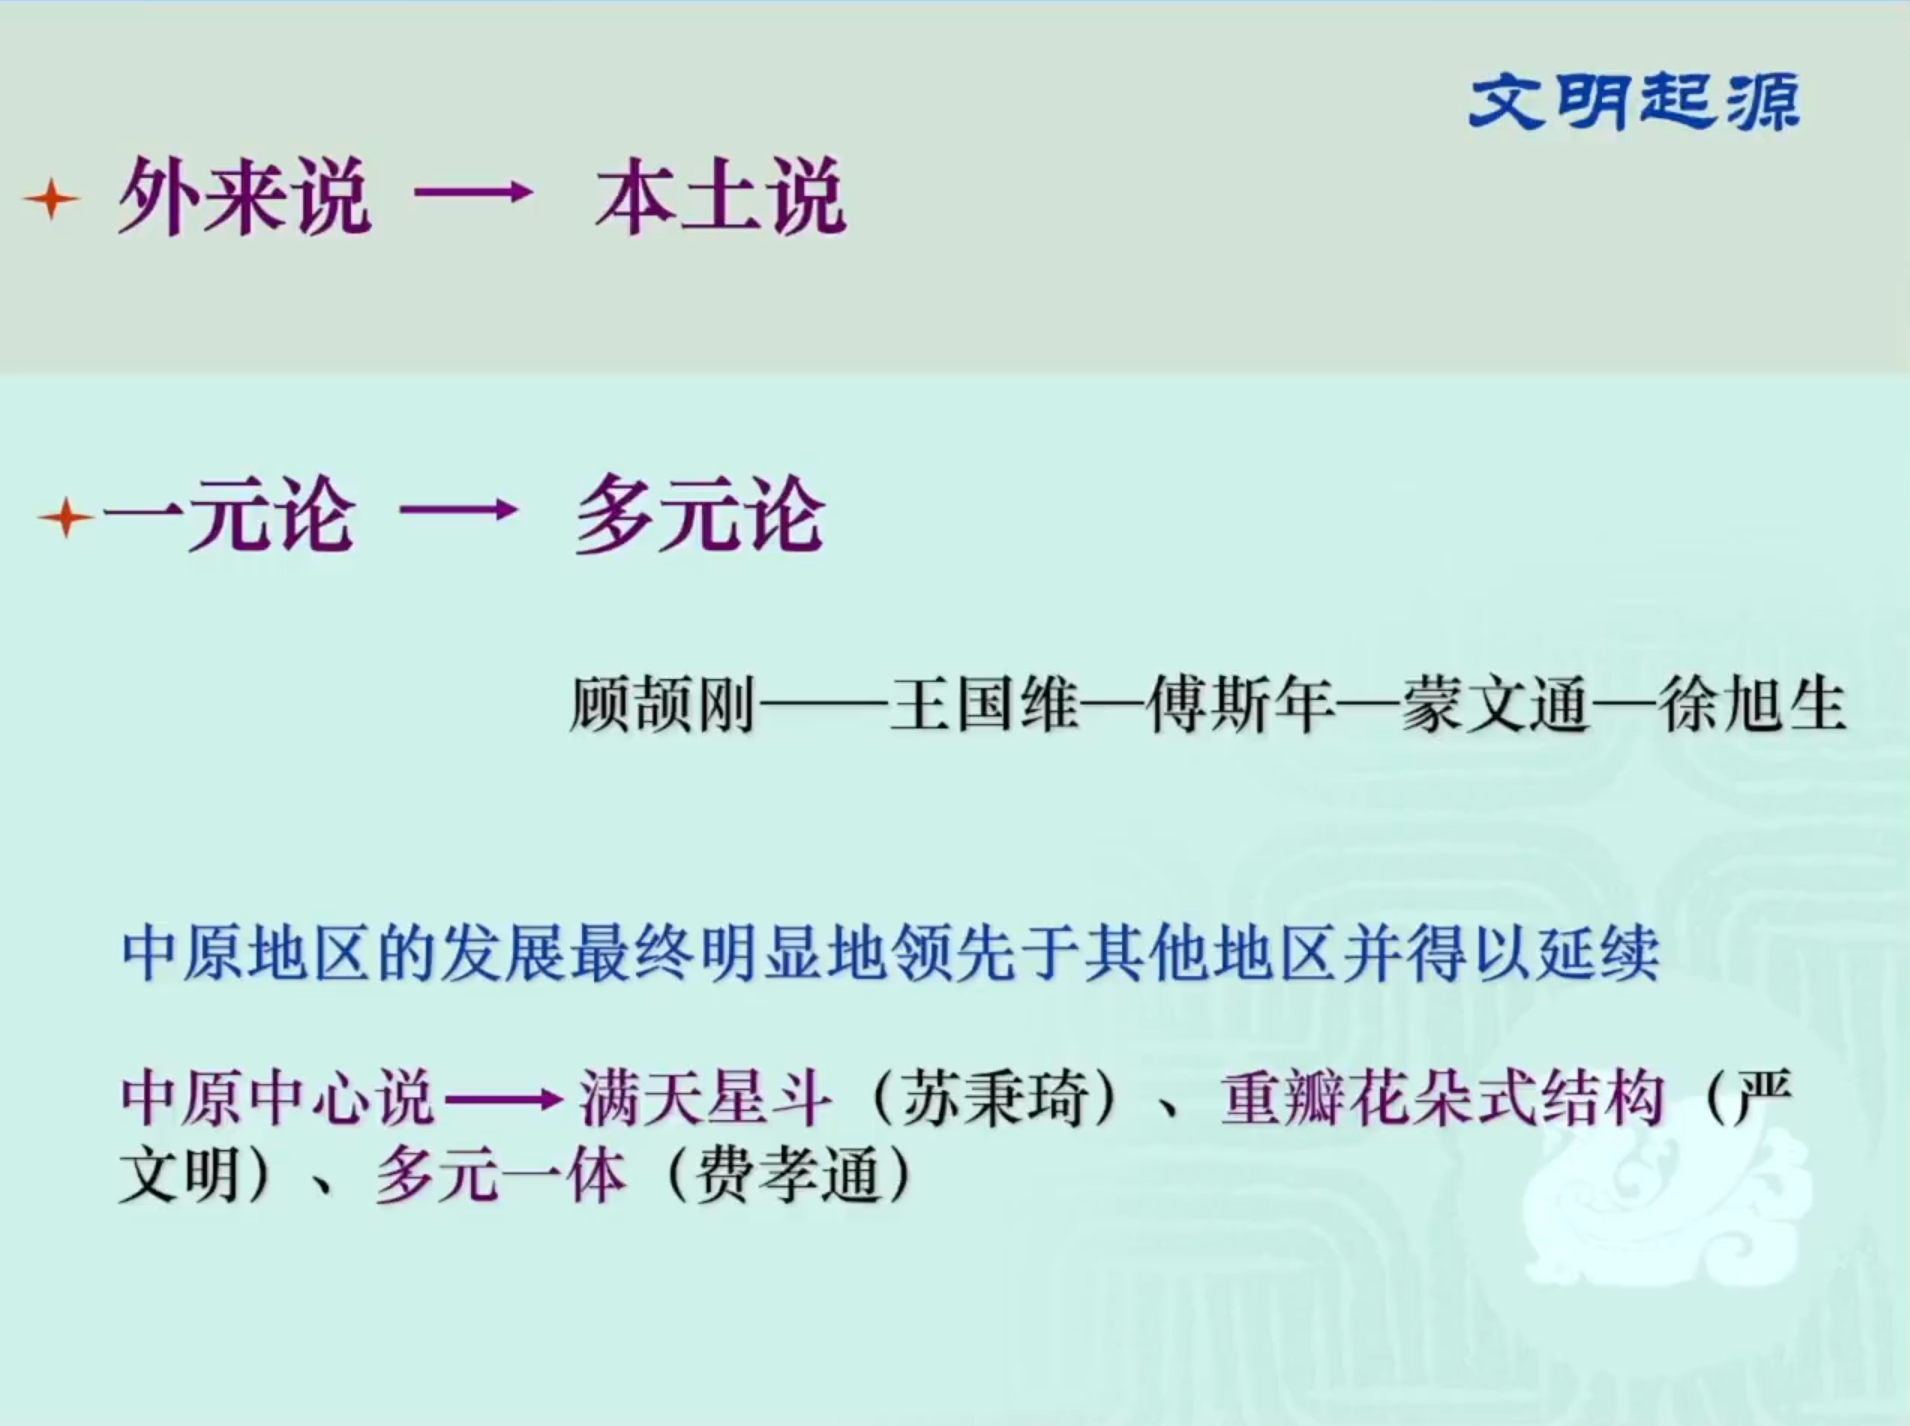 文明起源
外来说 → 本土说
一元论 → 多元论
顾颉刚——王国维—傅斯年—蒙文通—徐旭生
中原地区的发展最终明显地领先于其他地区并得以延续
中原中心说→满天星斗（苏秉琦）、重瓣花朵式结构（严
文明）、多元一体（费孝通）